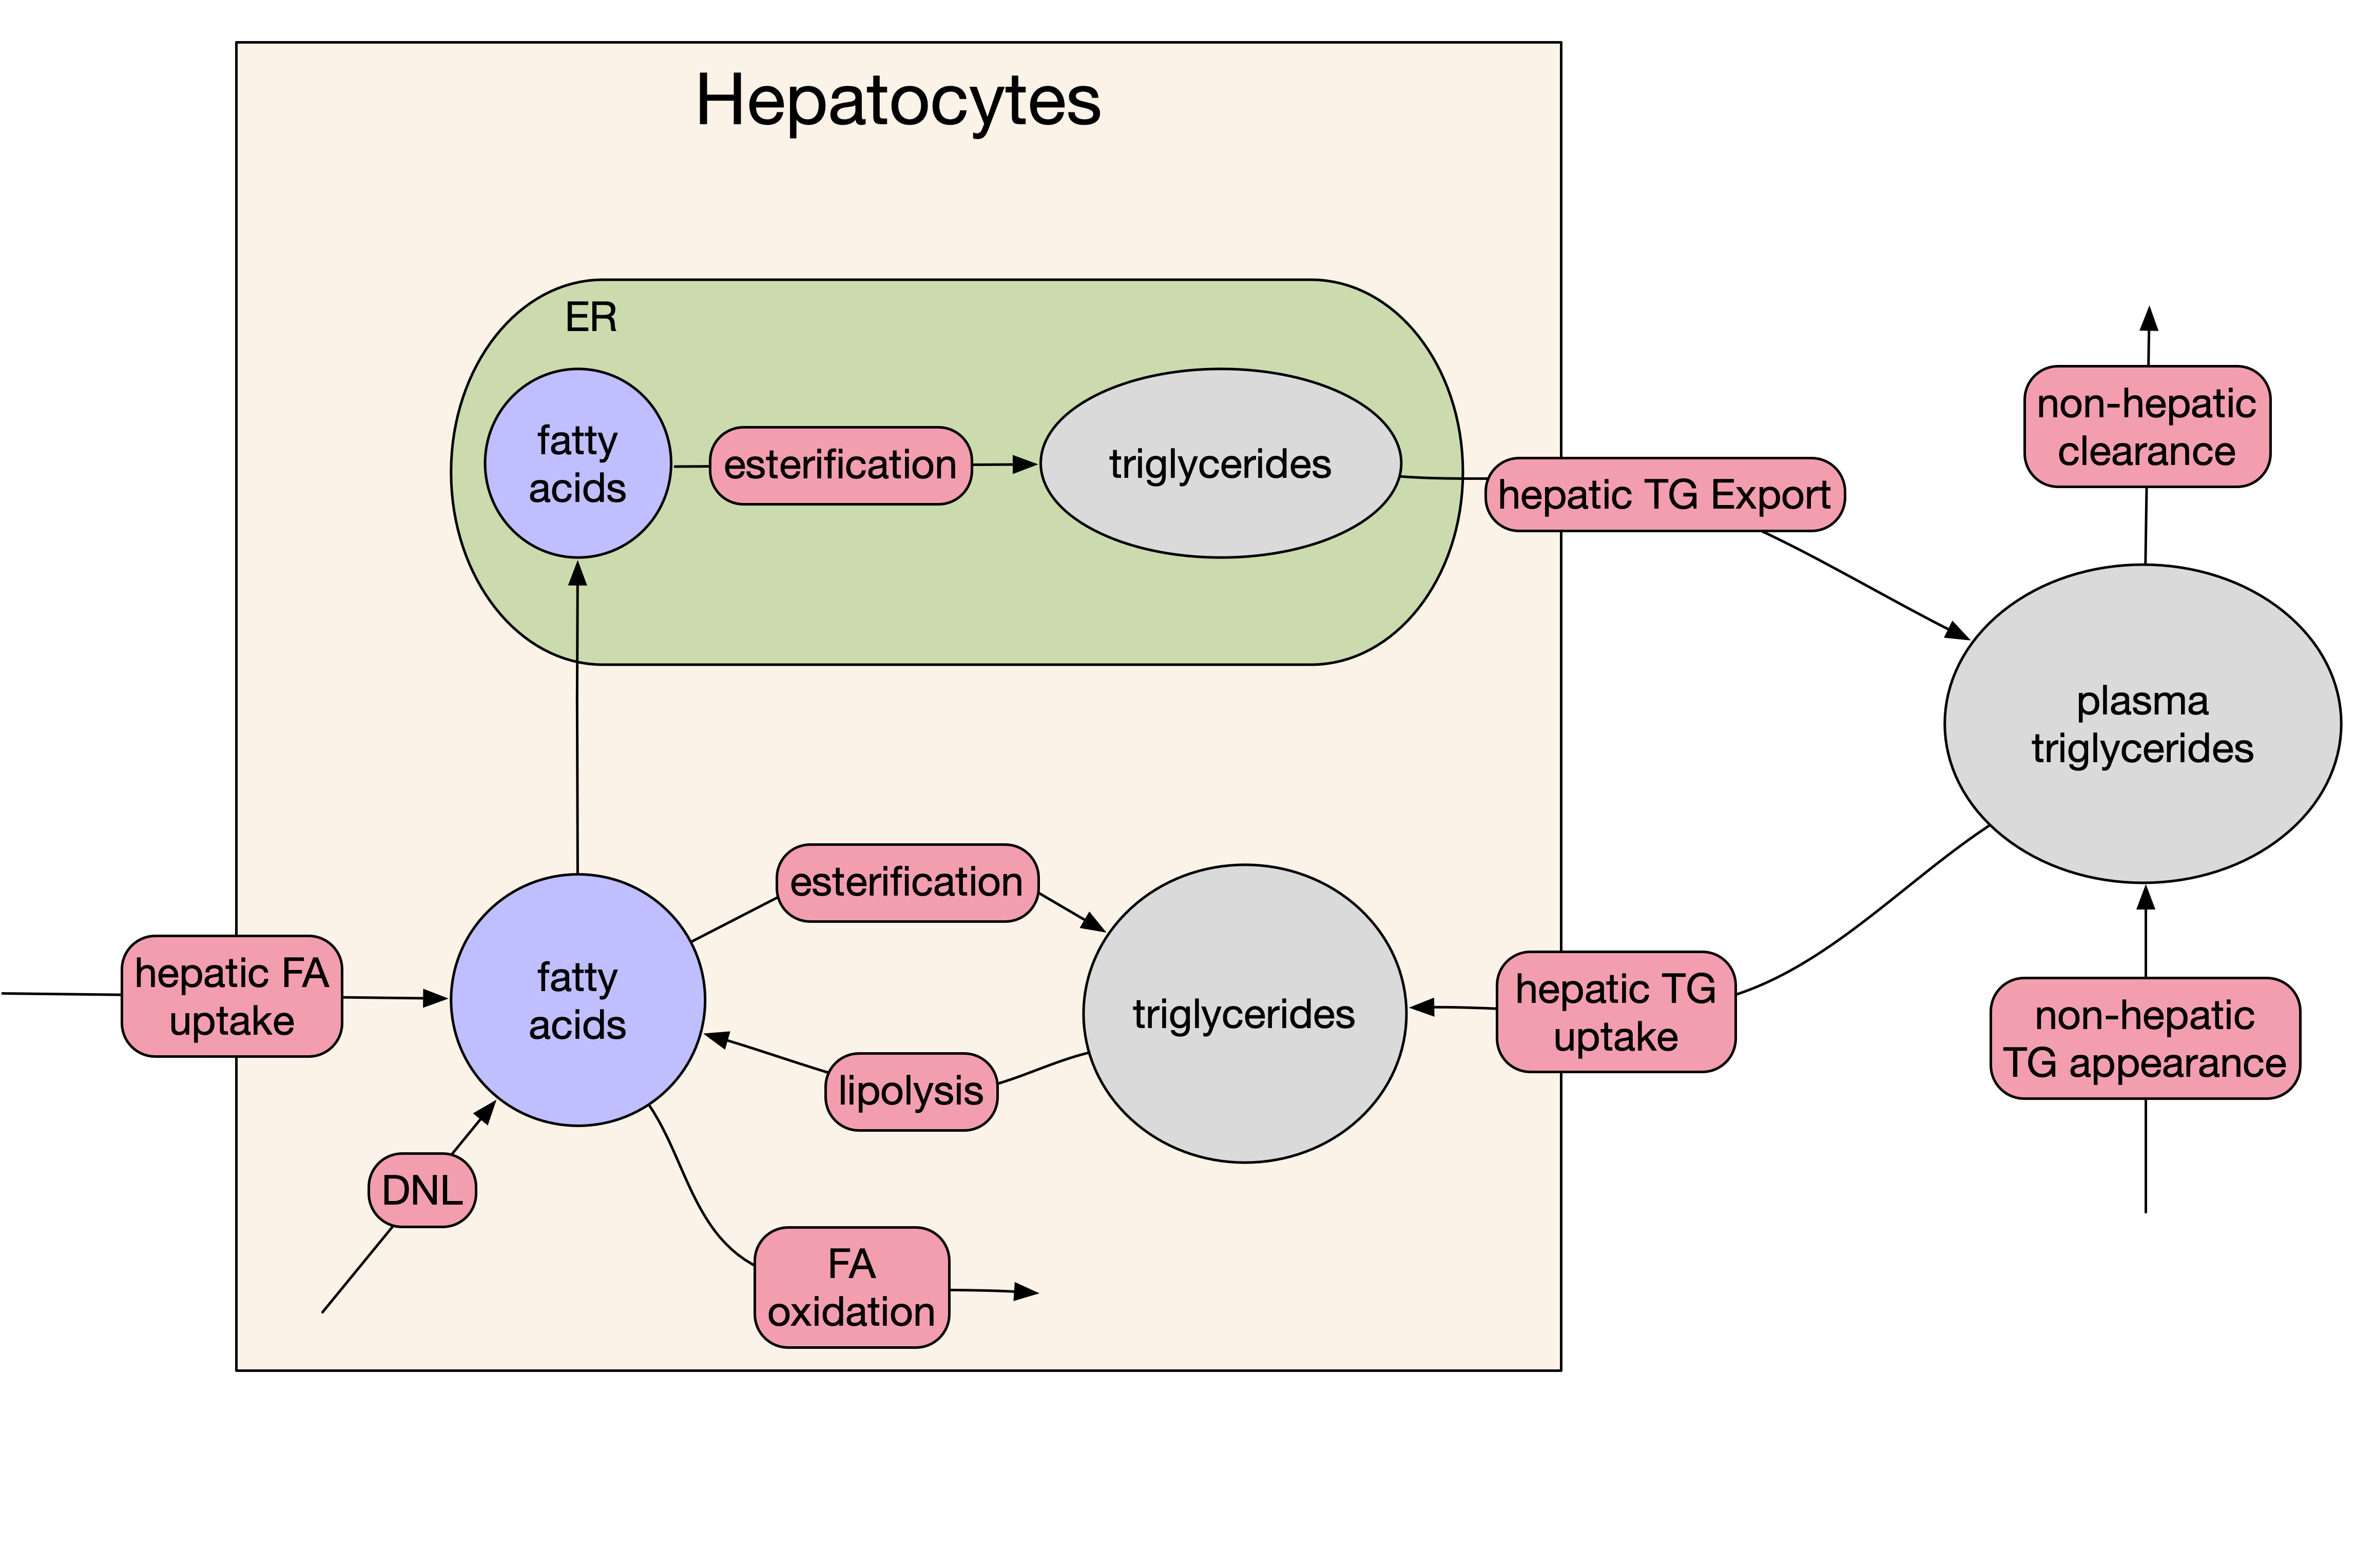 Hepatocytes
ER
fatty
acids
esterification
triglycerides
hepatic TG Export
non-hepatic
clearance
plasma
triglycerides
esterification
hepatic FA
uptake
fatty
acids
triglycerides
hepatic TG
uptake
non-hepatic
TG appearance
lipolysis
DNL
FA
oxidation